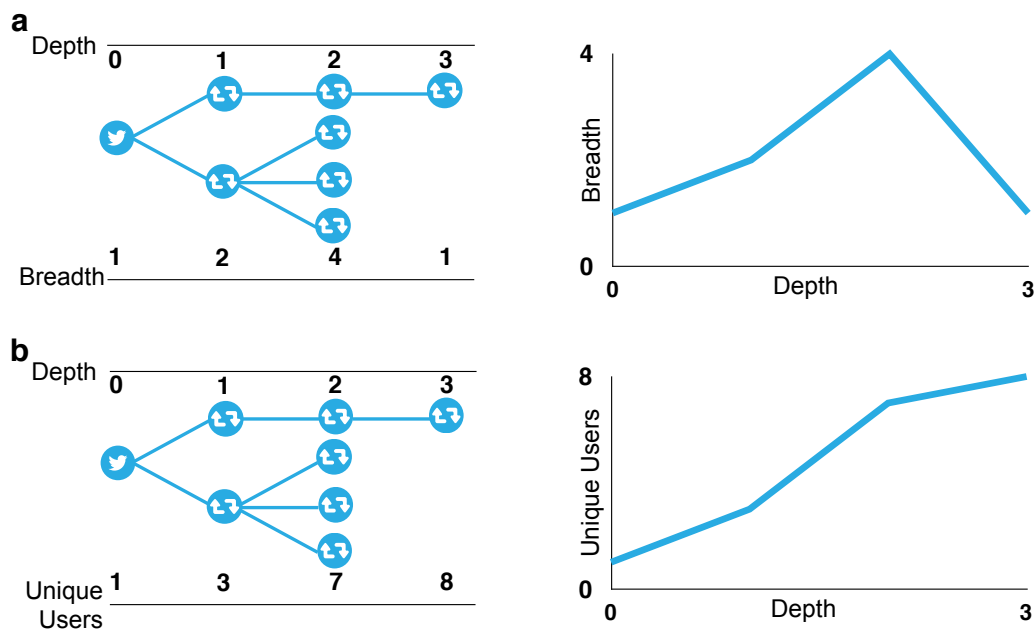 a
Depth
0 1 2 3
1 2 4 1
Breadth
4
Breadth
0
0 Depth 3
b
Depth
0 1 2 3
1 3 7 8
Unique
Users
8
Unique Users
0
0 Depth 3